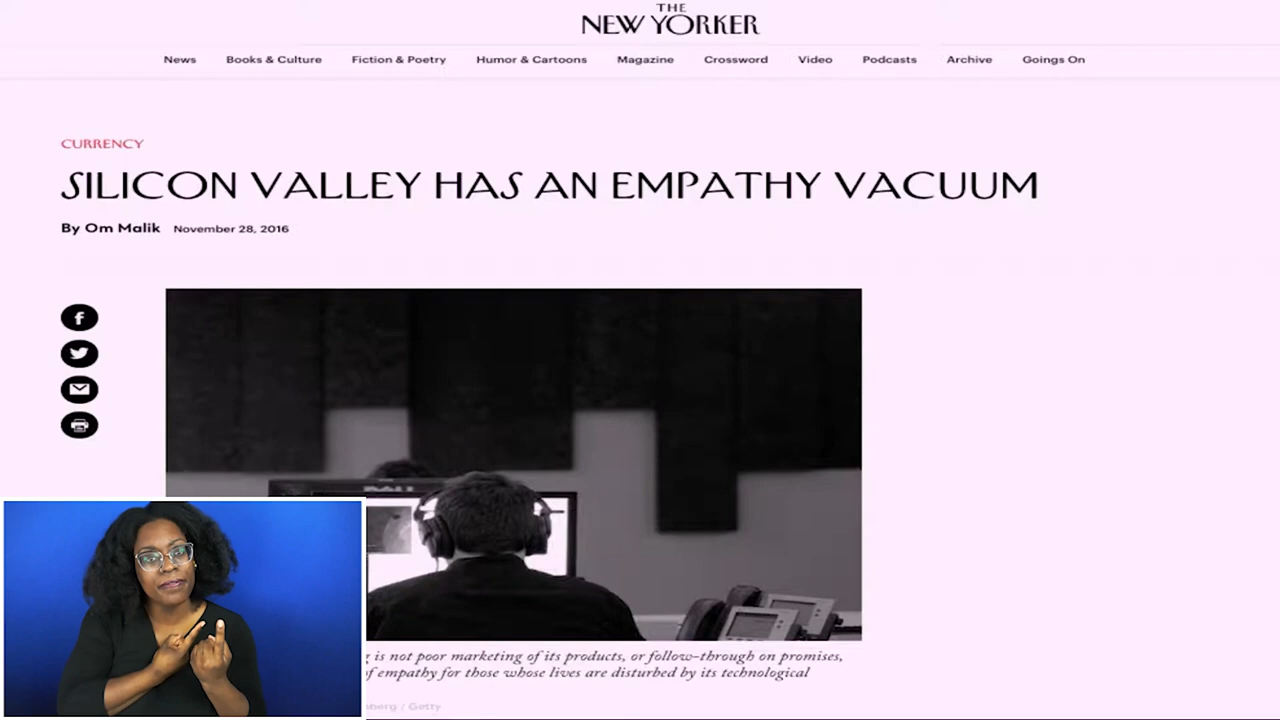 THE
NEW YORKER
News Books & Culture Fiction & Poetry Humor & Cartoons Magazine Crossword Video Podcasts Archive Goings On
CURRENCY
SILICON VALLEY HAS AN EMPATHY VACUUM
By Om Malik November 28, 2016
is not poor marketing of its products, or follow-through on promises,
of empathy for those whose lives are disturbed by its technological
/ Getty